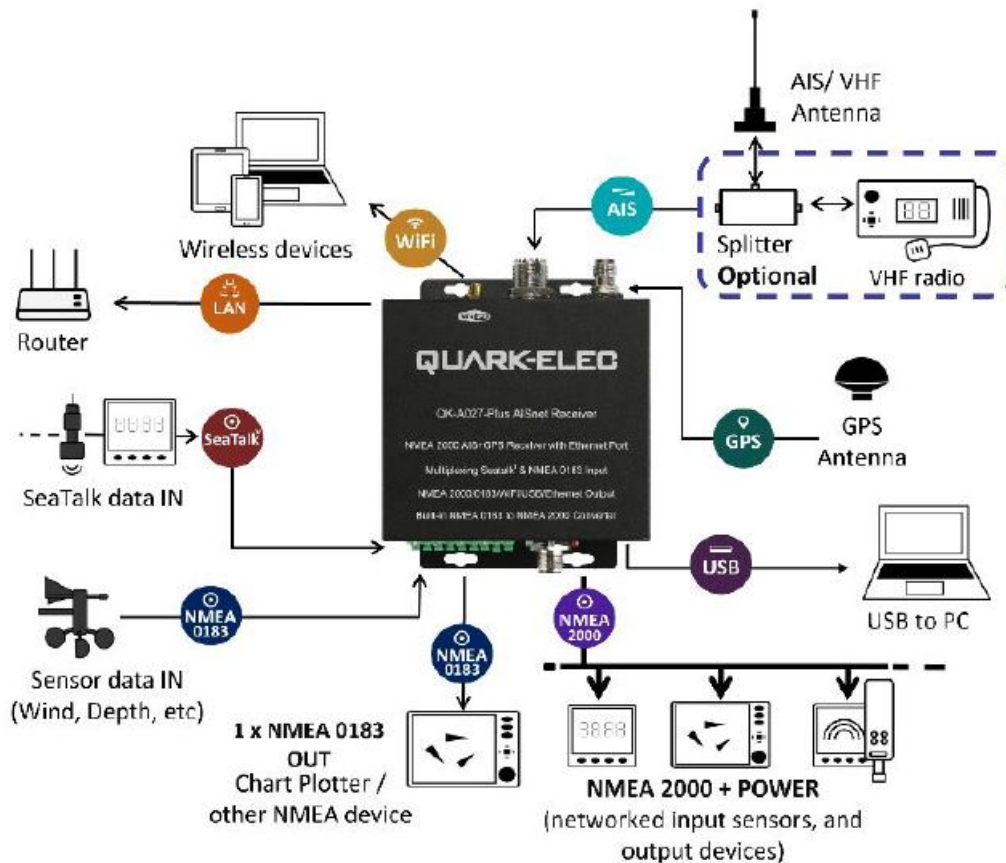 AIS/ VHF
Antenna
AIS
Splitter
Optional
VHF radio
WiFi
Wireless devices
LAN
Router
QUARK-ELEC
QK-A027-Plus AISnet Receiver
NMEA 2000 AIS+GPS Receiver with Ethernet Port
Multiplexing Seatalk¹ & NMEA 0183 Input
NMEA 2000/0183/WiFi/USB/Ethernet Output
Built-in NMEA 0183 to NMEA 2000 Converter
GPS
GPS
Antenna
SeaTalk¹
SeaTalk data IN
USB
USB to PC
NMEA
0183
Sensor data IN
(Wind, Depth, etc)
NMEA
0183
NMEA
2000
1 x NMEA 0183
OUT
Chart Plotter /
other NMEA device
NMEA 2000 + POWER
(networked input sensors, and
output devices)